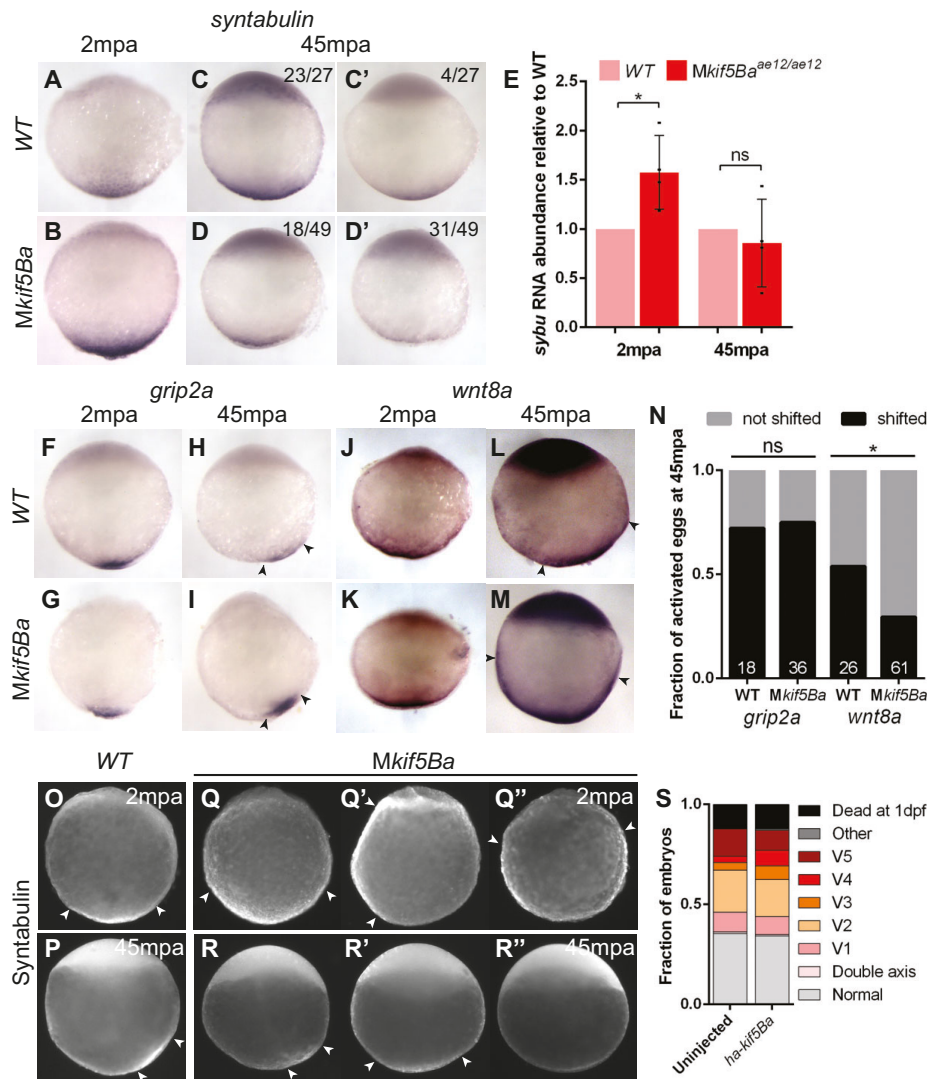 syntabulin
2mpa 45mpa
WT
A C 23/27 C' 4/27
Mkif5Ba
B D 18/49 D' 31/49
E WT Mkif5Ba^ae12/ae12
sybu RNA abundance relative to WT
2.5
2.0
1.5
1.0
0.5
0.0
* ns
2mpa 45mpa
grip2a wnt8a
2mpa 45mpa 2mpa 45mpa
WT
F H J L
Mkif5Ba
G I K M
N not shifted shifted
Fraction of activated eggs at 45mpa
ns *
1.0
0.5
0.0
18 36 26 61
WT Mkif5Ba WT Mkif5Ba
grip2a wnt8a
WT Mkif5Ba
Syntabulin
O 2mpa Q Q' Q'' 2mpa
P 45mpa R R' R'' 45mpa
S
Fraction of embryos
1.0
0.5
0.0
Dead at 1dpf
Other
V5
V4
V3
V2
V1
Double axis
Normal
Uninjected
ha-kif5Ba